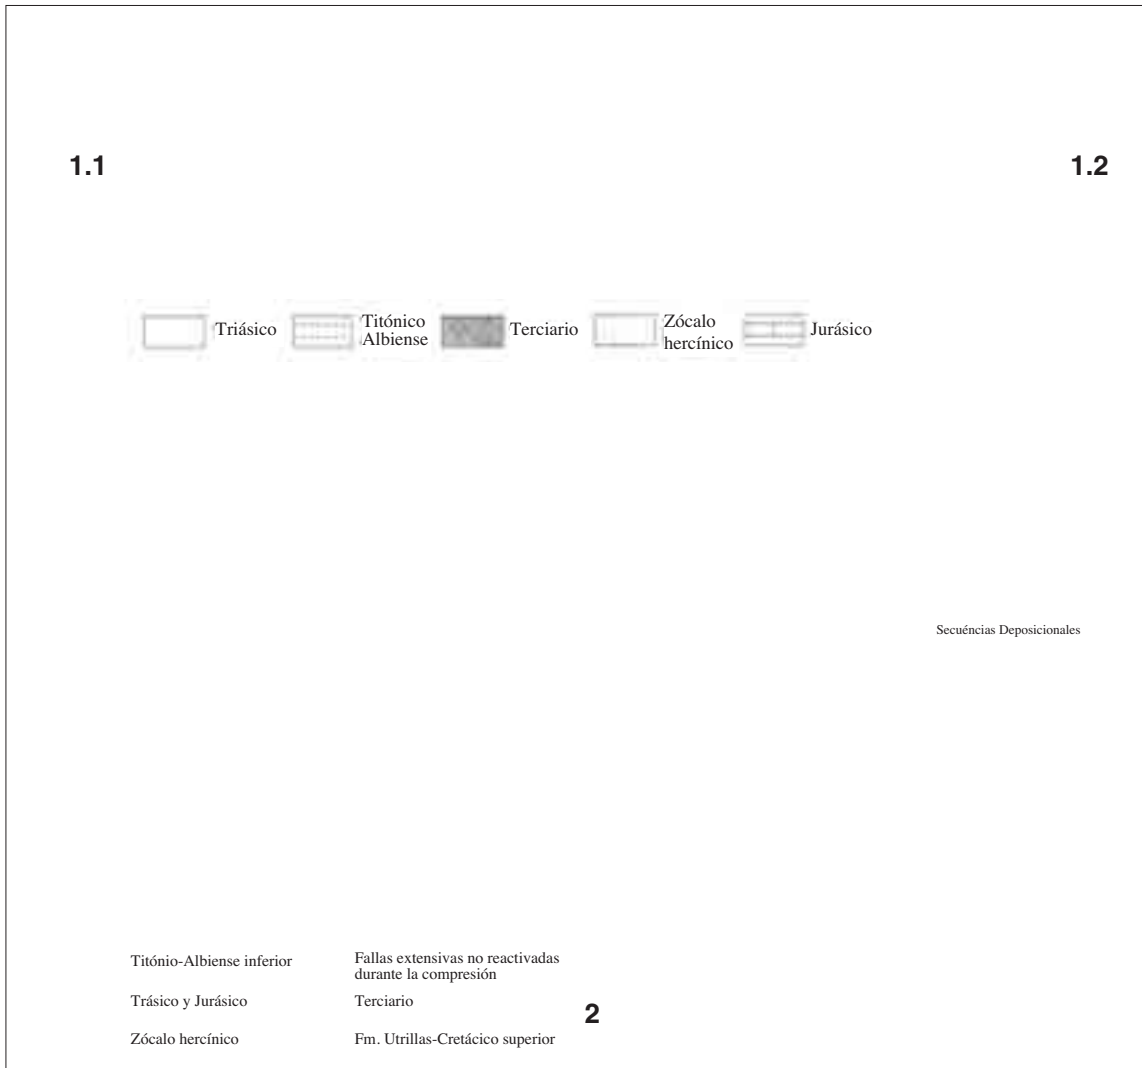 1.1
1.2
Triásico
Titónico
Albiense
Terciario
Zócalo
hercínico
Jurásico
Secuéncias Deposicionales
Titónio-Albiense inferior
Fallas extensivas no reactivadas
durante la compresión
Trásico y Jurásico
Terciario
2
Zócalo hercínico
Fm. Utrillas-Cretácico superior